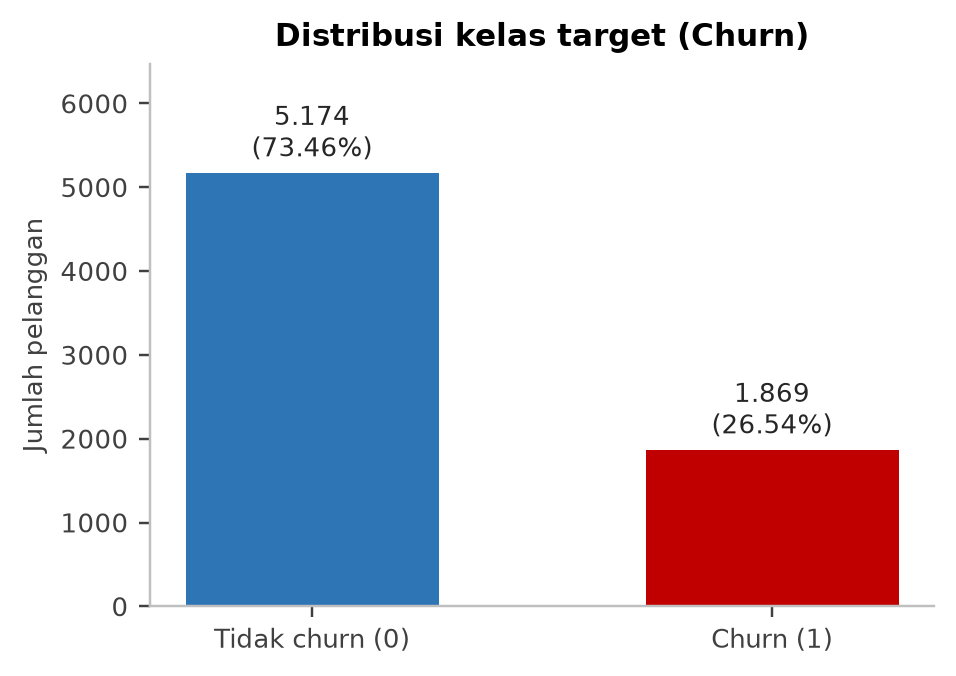 Distribusi kelas target (Churn)
Jumlah pelanggan
6000
5000
4000
3000
2000
1000
0
5.174
(73.46%)
1.869
(26.54%)
Tidak churn (0)
Churn (1)